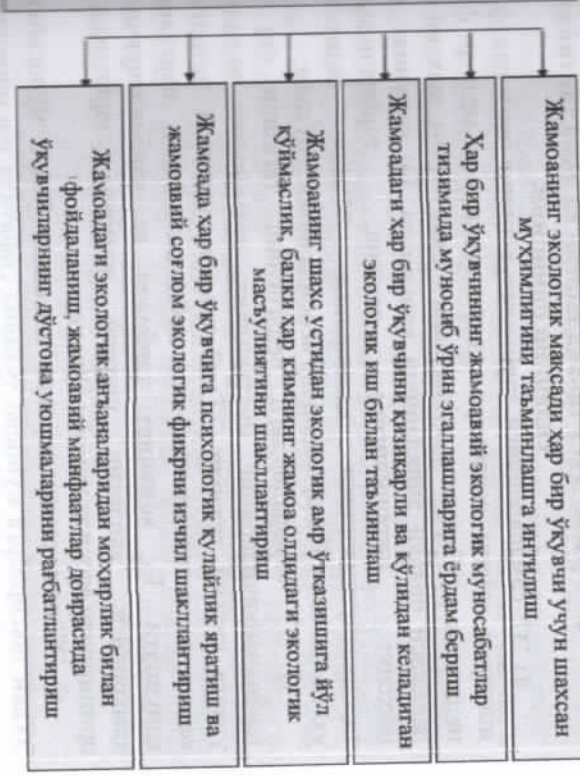 Жамоанинг экологик мақсади ҳар бир ўқувчи учун шахсан
муҳимлигини таъминлашга интилиш
Ҳар бир ўқувчининг жамоавий экологик муносабатлар
тизимида муносиб ўрин эгаллашларига ёрдам бериш
Жамоадаги ҳар бир ўқувчини қизиқарли ва қўлидан келадиган
экологик иш билан таъминлаш
Жамоанинг шахс устидан экологик амр ўтказишига йўл
қўймаслик, балки ҳар кимнинг жамоа олдидаги экологик
масъулиятини шакллантириш
Жамоада ҳар бир ўқувчига психологик қулайлик яратиш ва
жамоавий соғлом экологик фикрни изчил шакллантириш
Жамоадаги экологик анъаналаридан моҳирлик билан
фойдаланиш, жамоавий манфаатлар доирасида
ўқувчиларнинг дўстона уюшмаларини рағбатлантириш